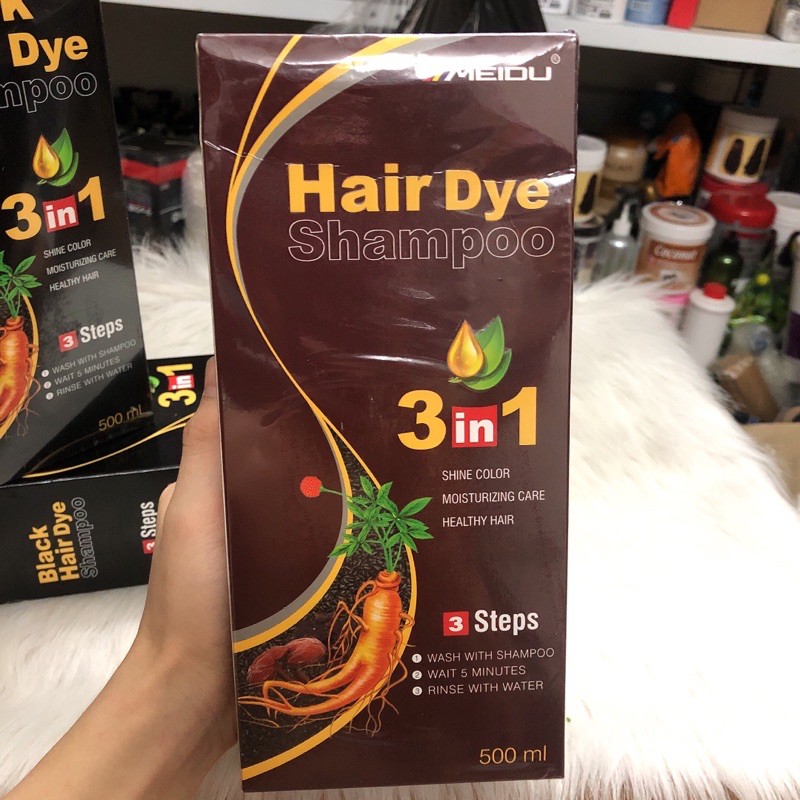 MEIDU®
Hair Dye
Shampoo
3 in 1
SHINE COLOR
MOISTURIZING CARE
HEALTHY HAIR
3 Steps
1 WASH WITH SHAMPOO
2 WAIT 5 MINUTES
3 RINSE WITH WATER
500 ml
K
Dye
npoo
3 in 1
SHINE COLOR
MOISTURIZING CARE
HEALTHY HAIR
3 Steps
1 WASH WITH SHAMPOO
2 WAIT 5 MINUTES
3 RINSE WITH WATER
500 ml
3 in 1
Black
Hair Dye
Shampoo
3 Steps